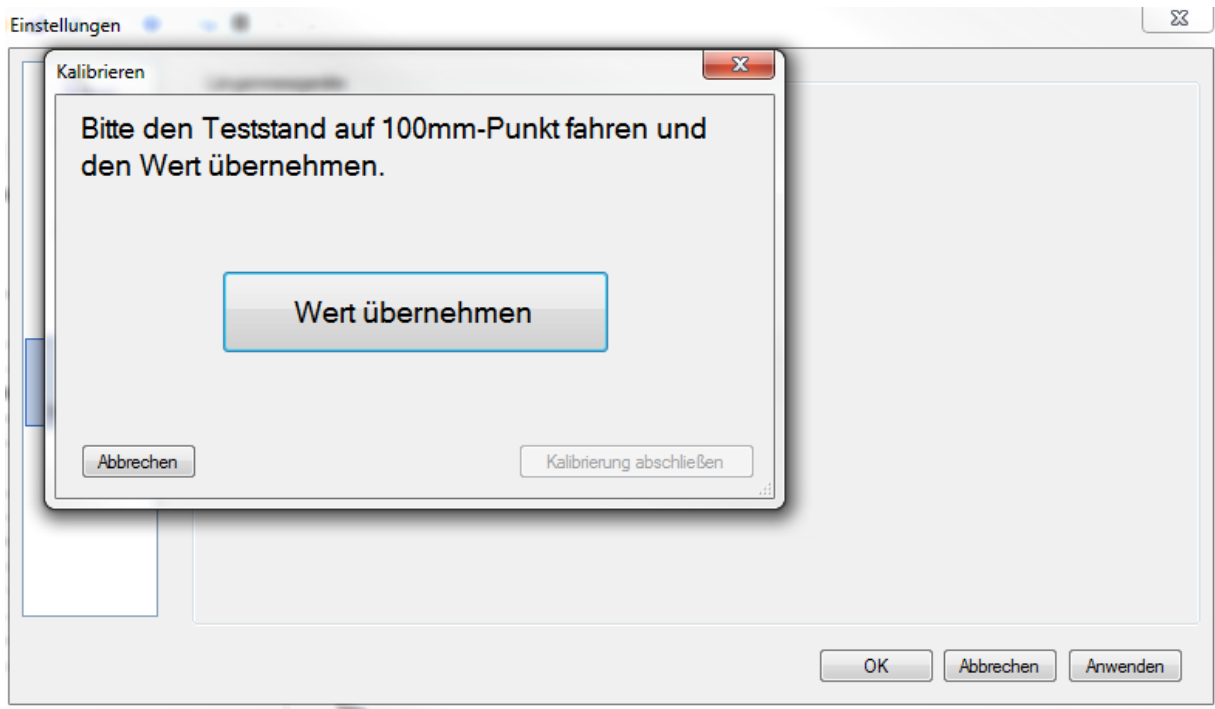 Einstellungen
Kalibrieren
Bitte den Teststand auf 100mm-Punkt fahren und
den Wert übernehmen.
Wert übernehmen
Abbrechen
Kalibrierung abschließen
OK
Abbrechen
Anwenden